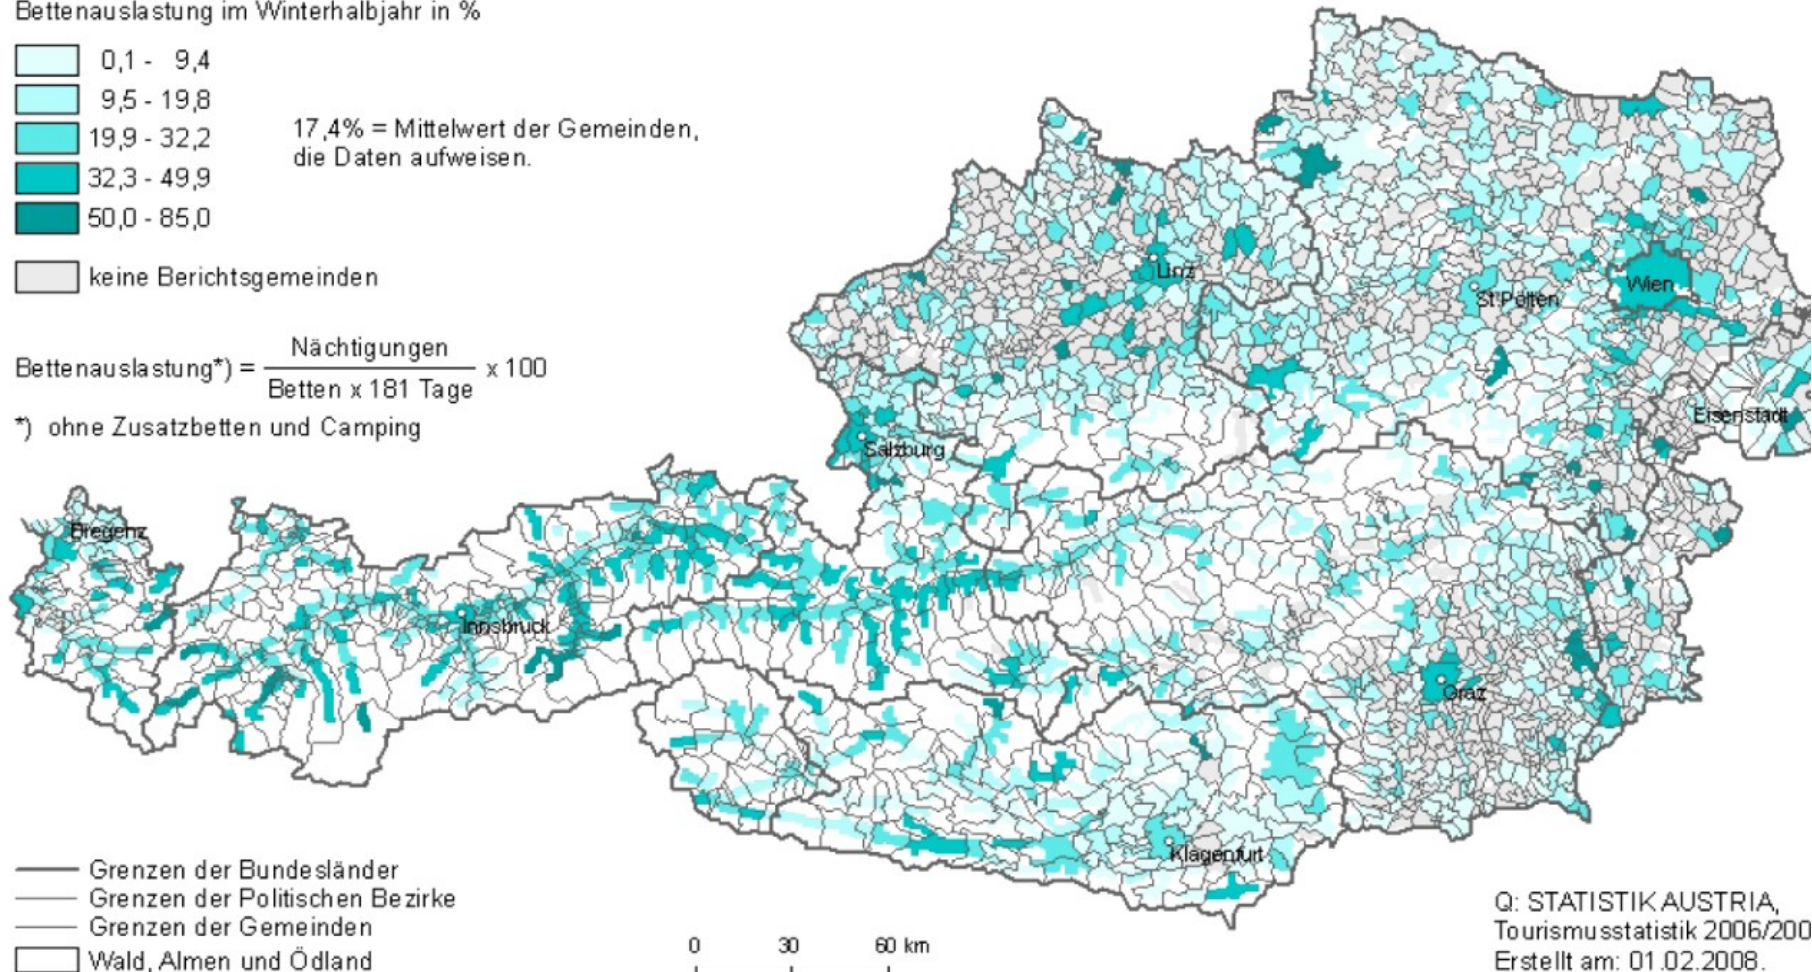 Bettenauslastung im Winterhalbjahr in %
0,1 - 9,4
9,5 - 19,8
19,9 - 32,2
32,3 - 49,9
50,0 - 85,0
keine Berichtsgemeinden
17,4% = Mittelwert der Gemeinden,
die Daten aufweisen.
Bettenauslastung*) = Nächtigungen x 100
Betten x 181 Tage
*) ohne Zusatzbetten und Camping
Linz
St.Pölten
Wien
Eisenstadt
Salzburg
Bregenz
Innsbruck
Graz
Klagenfurt
Grenzen der Bundesländer
Grenzen der Politischen Bezirke
Grenzen der Gemeinden
Wald, Almen und Ödland
0 30 60 km
Q: STATISTIK AUSTRIA,
Tourismusstatistik 2006/200
Erstellt am: 01.02.2008.